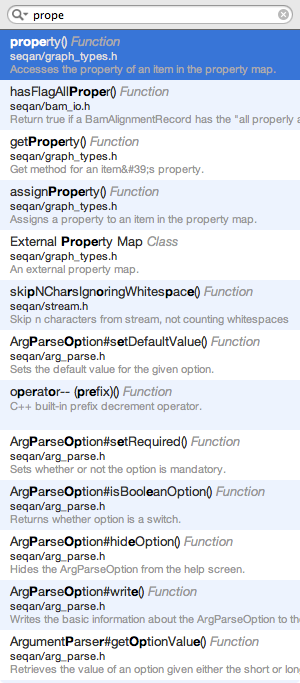 prope
property() Function
seqan/graph_types.h
Accesses the property of an item in the property map.
hasFlagAllProper() Function
seqan/bam_io.h
Return true if a BamAlignmentRecord has the "all properly a
getProperty() Function
seqan/graph_types.h
Get method for an item&#39;s property.
assignProperty() Function
seqan/graph_types.h
Assigns a property to an item in the property map.
External Property Map Class
seqan/graph_types.h
An external property map.
skipNCharsIgnoringWhitespace() Function
seqan/stream.h
Skip n characters from stream, not counting whitespaces
ArgParseOption#setDefaultValue() Function
seqan/arg_parse.h
Sets the default value for the given option.
operator-- (prefix)() Function
C++ built-in prefix decrement operator.
ArgParseOption#setRequired() Function
seqan/arg_parse.h
Sets whether or not the option is mandatory.
ArgParseOption#isBooleanOption() Function
seqan/arg_parse.h
Returns whether option is a switch.
ArgParseOption#hideOption() Function
seqan/arg_parse.h
Hides the ArgParseOption from the help screen.
ArgParseOption#write() Function
seqan/arg_parse.h
Writes the basic information about the ArgParseOption to the
ArgumentParser#getOptionValue() Function
seqan/arg_parse.h
Retrieves the value of an option given either the short or long